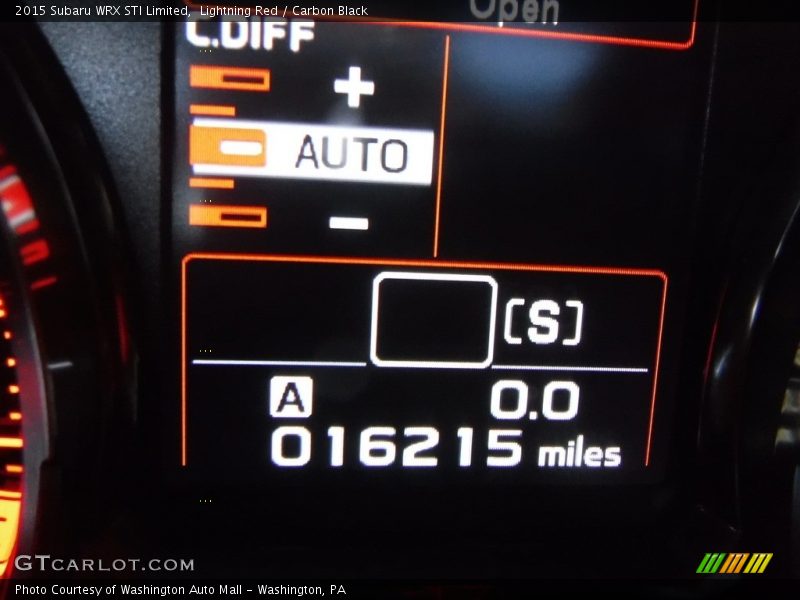 2015 Subaru WRX STI Limited,  Lightning Red / Carbon Black
Open
C.DIFF
+
AUTO
-
[S]
A 0.0
016215 miles
GTCARLOT.COM
Photo Courtesy of Washington Auto Mall - Washington, PA